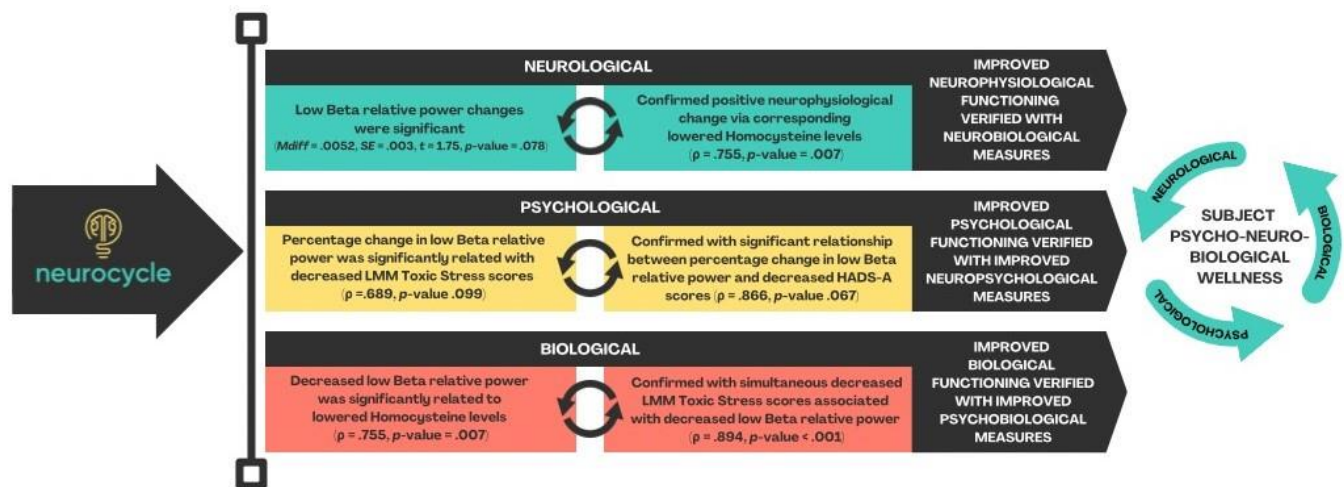 neurocycle
NEUROLOGICAL
Low Beta relative power changes
were significant
(Mdiff = .0052, SE = .003, t = 1.75, p-value = .078)
Confirmed positive neurophysiological
change via corresponding
lowered Homocysteine levels
(ρ = .755, p-value = .007)
IMPROVED
NEUROPHYSIOLOGICAL
FUNCTIONING
VERIFIED WITH
NEUROBIOLOGICAL
MEASURES
PSYCHOLOGICAL
Percentage change in low Beta relative
power was significantly related with
decreased LMM Toxic Stress scores
(ρ =.689, p-value .099)
Confirmed with significant relationship
between percentage change in low Beta
relative power and decreased HADS-A
scores (ρ = .866, p-value .067)
IMPROVED
PSYCHOLOGICAL
FUNCTIONING VERIFIED
WITH IMPROVED
NEUROPSYCHOLOGICAL
MEASURES
BIOLOGICAL
Decreased low Beta relative power
was significantly related to
lowered Homocysteine levels
(ρ = .755, p-value = .007)
Confirmed with simultaneous decreased
LMM Toxic Stress scores associated
with decreased low Beta relative power
(ρ = .894, p-value < .001)
IMPROVED
BIOLOGICAL
FUNCTIONING VERIFIED
WITH IMPROVED
PSYCHOBIOLOGICAL
MEASURES
NEUROLOGICAL
BIOLOGICAL
PSYCHOLOGICAL
SUBJECT
PSYCHO-NEURO-
BIOLOGICAL
WELLNESS